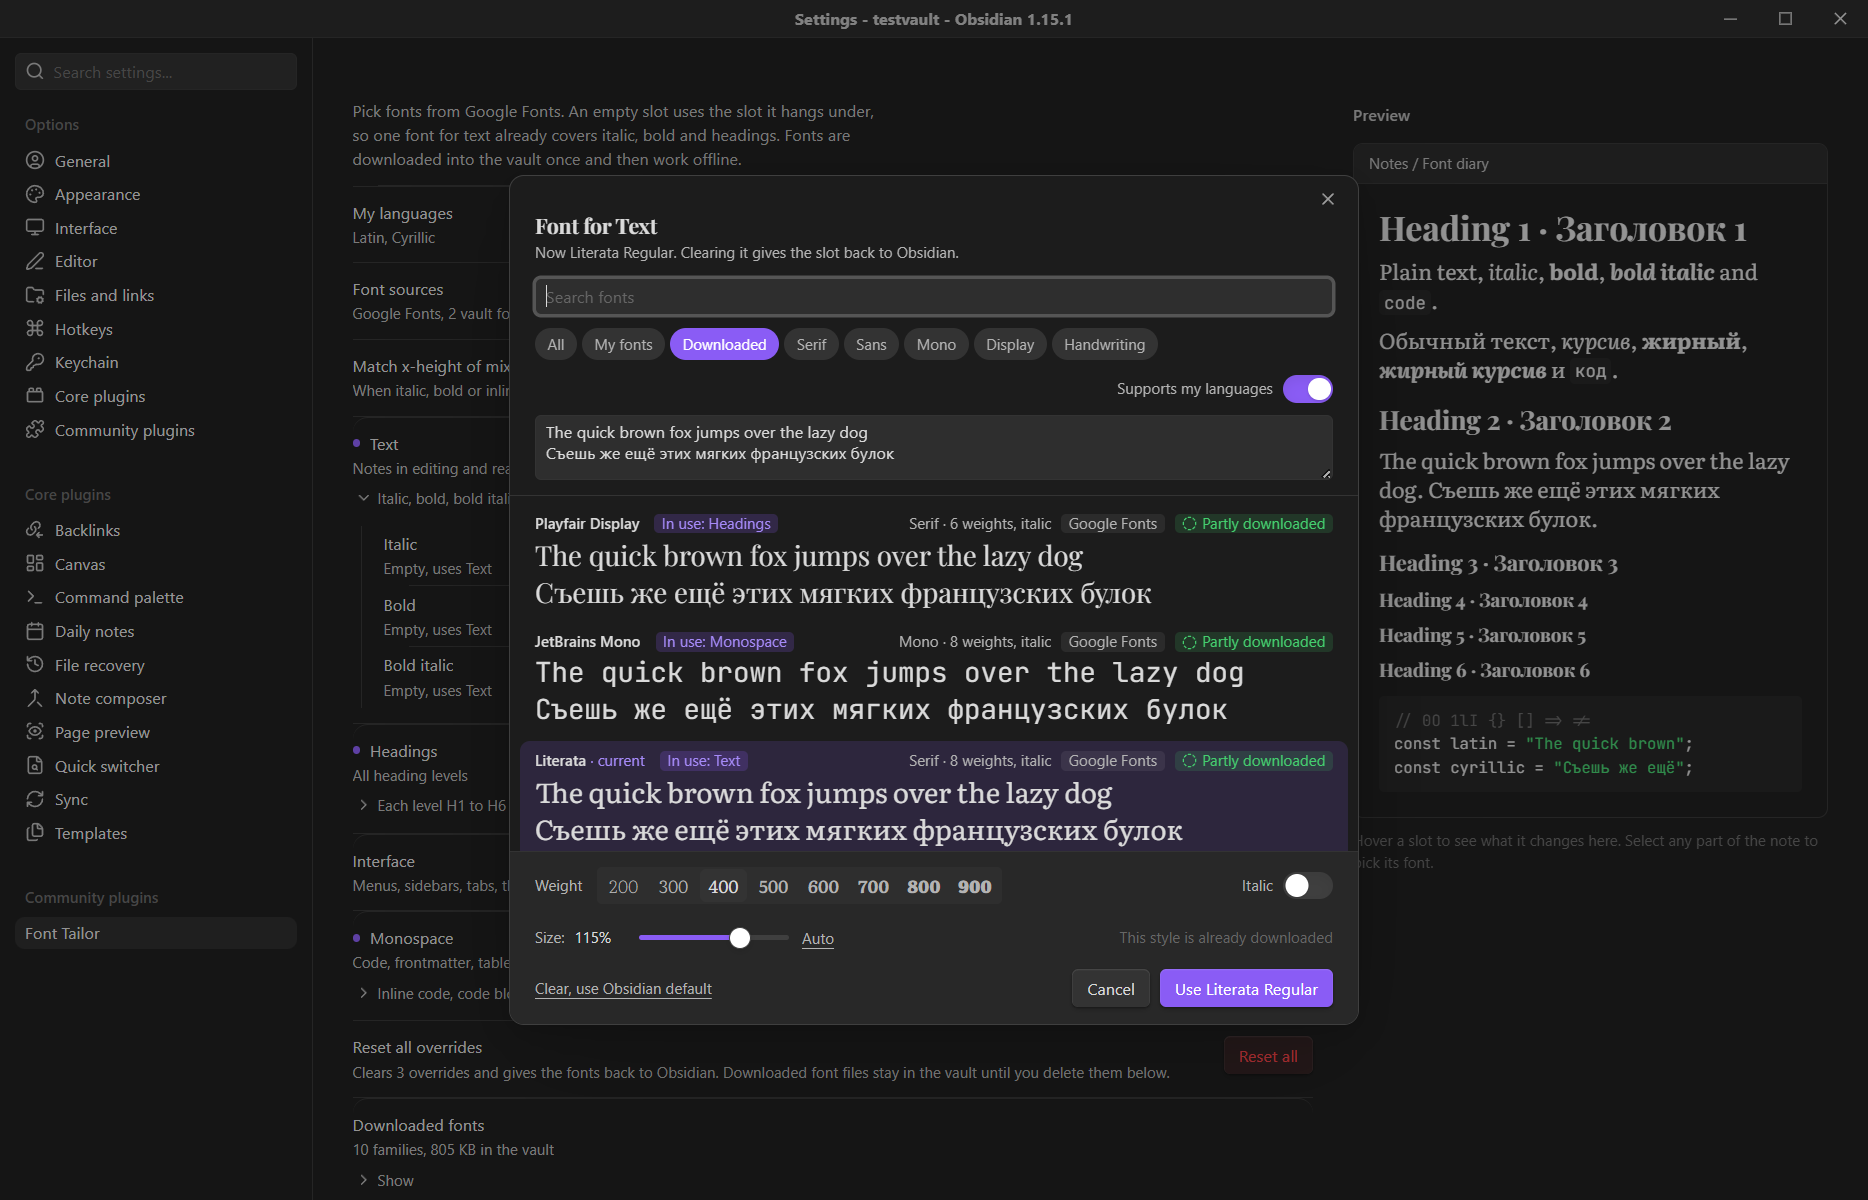 Settings - testvault - Obsidian 1.15.1
Search settings...
Options
General
Appearance
Interface
Editor
Files and links
Hotkeys
Keychain
Core plugins
Community plugins
Core plugins
Backlinks
Canvas
Command palette
Daily notes
File recovery
Note composer
Page preview
Quick switcher
Sync
Templates
Community plugins
Font Tailor
Pick fonts from Google Fonts. An empty slot uses the slot it hangs under,
so one font for text already covers italic, bold and headings. Fonts are
downloaded into the vault once and then work offline.
My languages
Latin, Cyrillic
Font sources
Google Fonts, 2 vault fo
Match x-height of mix
When italic, bold or inlin
Text
Notes in editing and rea
Italic, bold, bold itali
Italic
Empty, uses Text
Bold
Empty, uses Text
Bold italic
Empty, uses Text
Headings
All heading levels
Each level H1 to H6
Interface
Menus, sidebars, tabs, t
Monospace
Code, frontmatter, table
Inline code, code bl
Reset all overrides
Clears 3 overrides and gives the fonts back to Obsidian. Downloaded font files stay in the vault until you delete them below.
Reset all
Downloaded fonts
10 families, 805 KB in the vault
Show
Font for Text
Now Literata Regular. Clearing it gives the slot back to Obsidian.
Search fonts
All My fonts Downloaded Serif Sans Mono Display Handwriting
Supports my languages
The quick brown fox jumps over the lazy dog
Съешь же ещё этих мягких французских булок
Playfair Display In use: Headings Serif · 6 weights, italic Google Fonts Partly downloaded
The quick brown fox jumps over the lazy dog
Съешь же ещё этих мягких французских булок
JetBrains Mono In use: Monospace Mono · 8 weights, italic Google Fonts Partly downloaded
The quick brown fox jumps over the lazy dog
Съешь же ещё этих мягких французских булок
Literata · current In use: Text Serif · 8 weights, italic Google Fonts Partly downloaded
The quick brown fox jumps over the lazy dog
Съешь же ещё этих мягких французских булок
Weight 200 300 400 500 600 700 800 900 Italic
Size: 115% Auto This style is already downloaded
Clear, use Obsidian default Cancel Use Literata Regular
Preview
Notes / Font diary
Heading 1 · Заголовок 1
Plain text, italic, bold, bold italic and
code .
Обычный текст, курсив, жирный,
жирный курсив и код .
Heading 2 · Заголовок 2
The quick brown fox jumps over the lazy
dog. Съешь же ещё этих мягких
французских булок.
Heading 3 · Заголовок 3
Heading 4 · Заголовок 4
Heading 5 · Заголовок 5
Heading 6 · Заголовок 6
// 0O 1lI {} [] => !=
const latin = "The quick brown";
const cyrillic = "Съешь же ещё";
Hover a slot to see what it changes here. Select any part of the note to
pick its font.